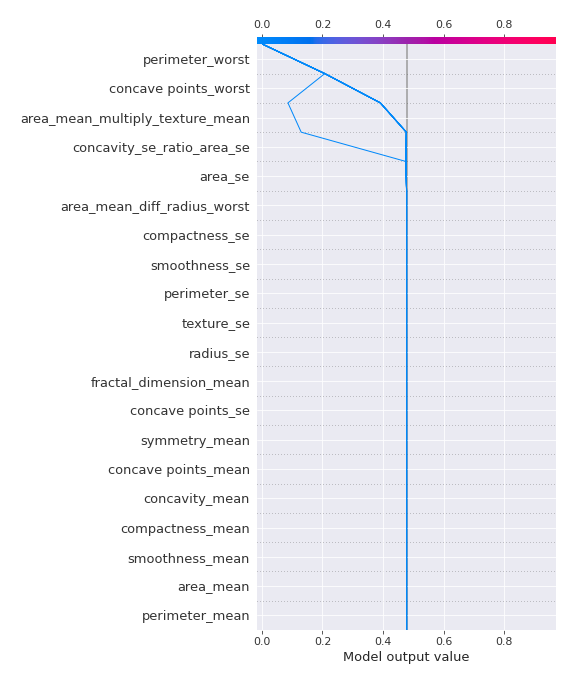 0.0 0.2 0.4 0.6 0.8
perimeter_worst
concave points_worst
area_mean_multiply_texture_mean
concavity_se_ratio_area_se
area_se
area_mean_diff_radius_worst
compactness_se
smoothness_se
perimeter_se
texture_se
radius_se
fractal_dimension_mean
concave points_se
symmetry_mean
concave points_mean
concavity_mean
compactness_mean
smoothness_mean
area_mean
perimeter_mean
0.0 0.2 0.4 0.6 0.8
Model output value